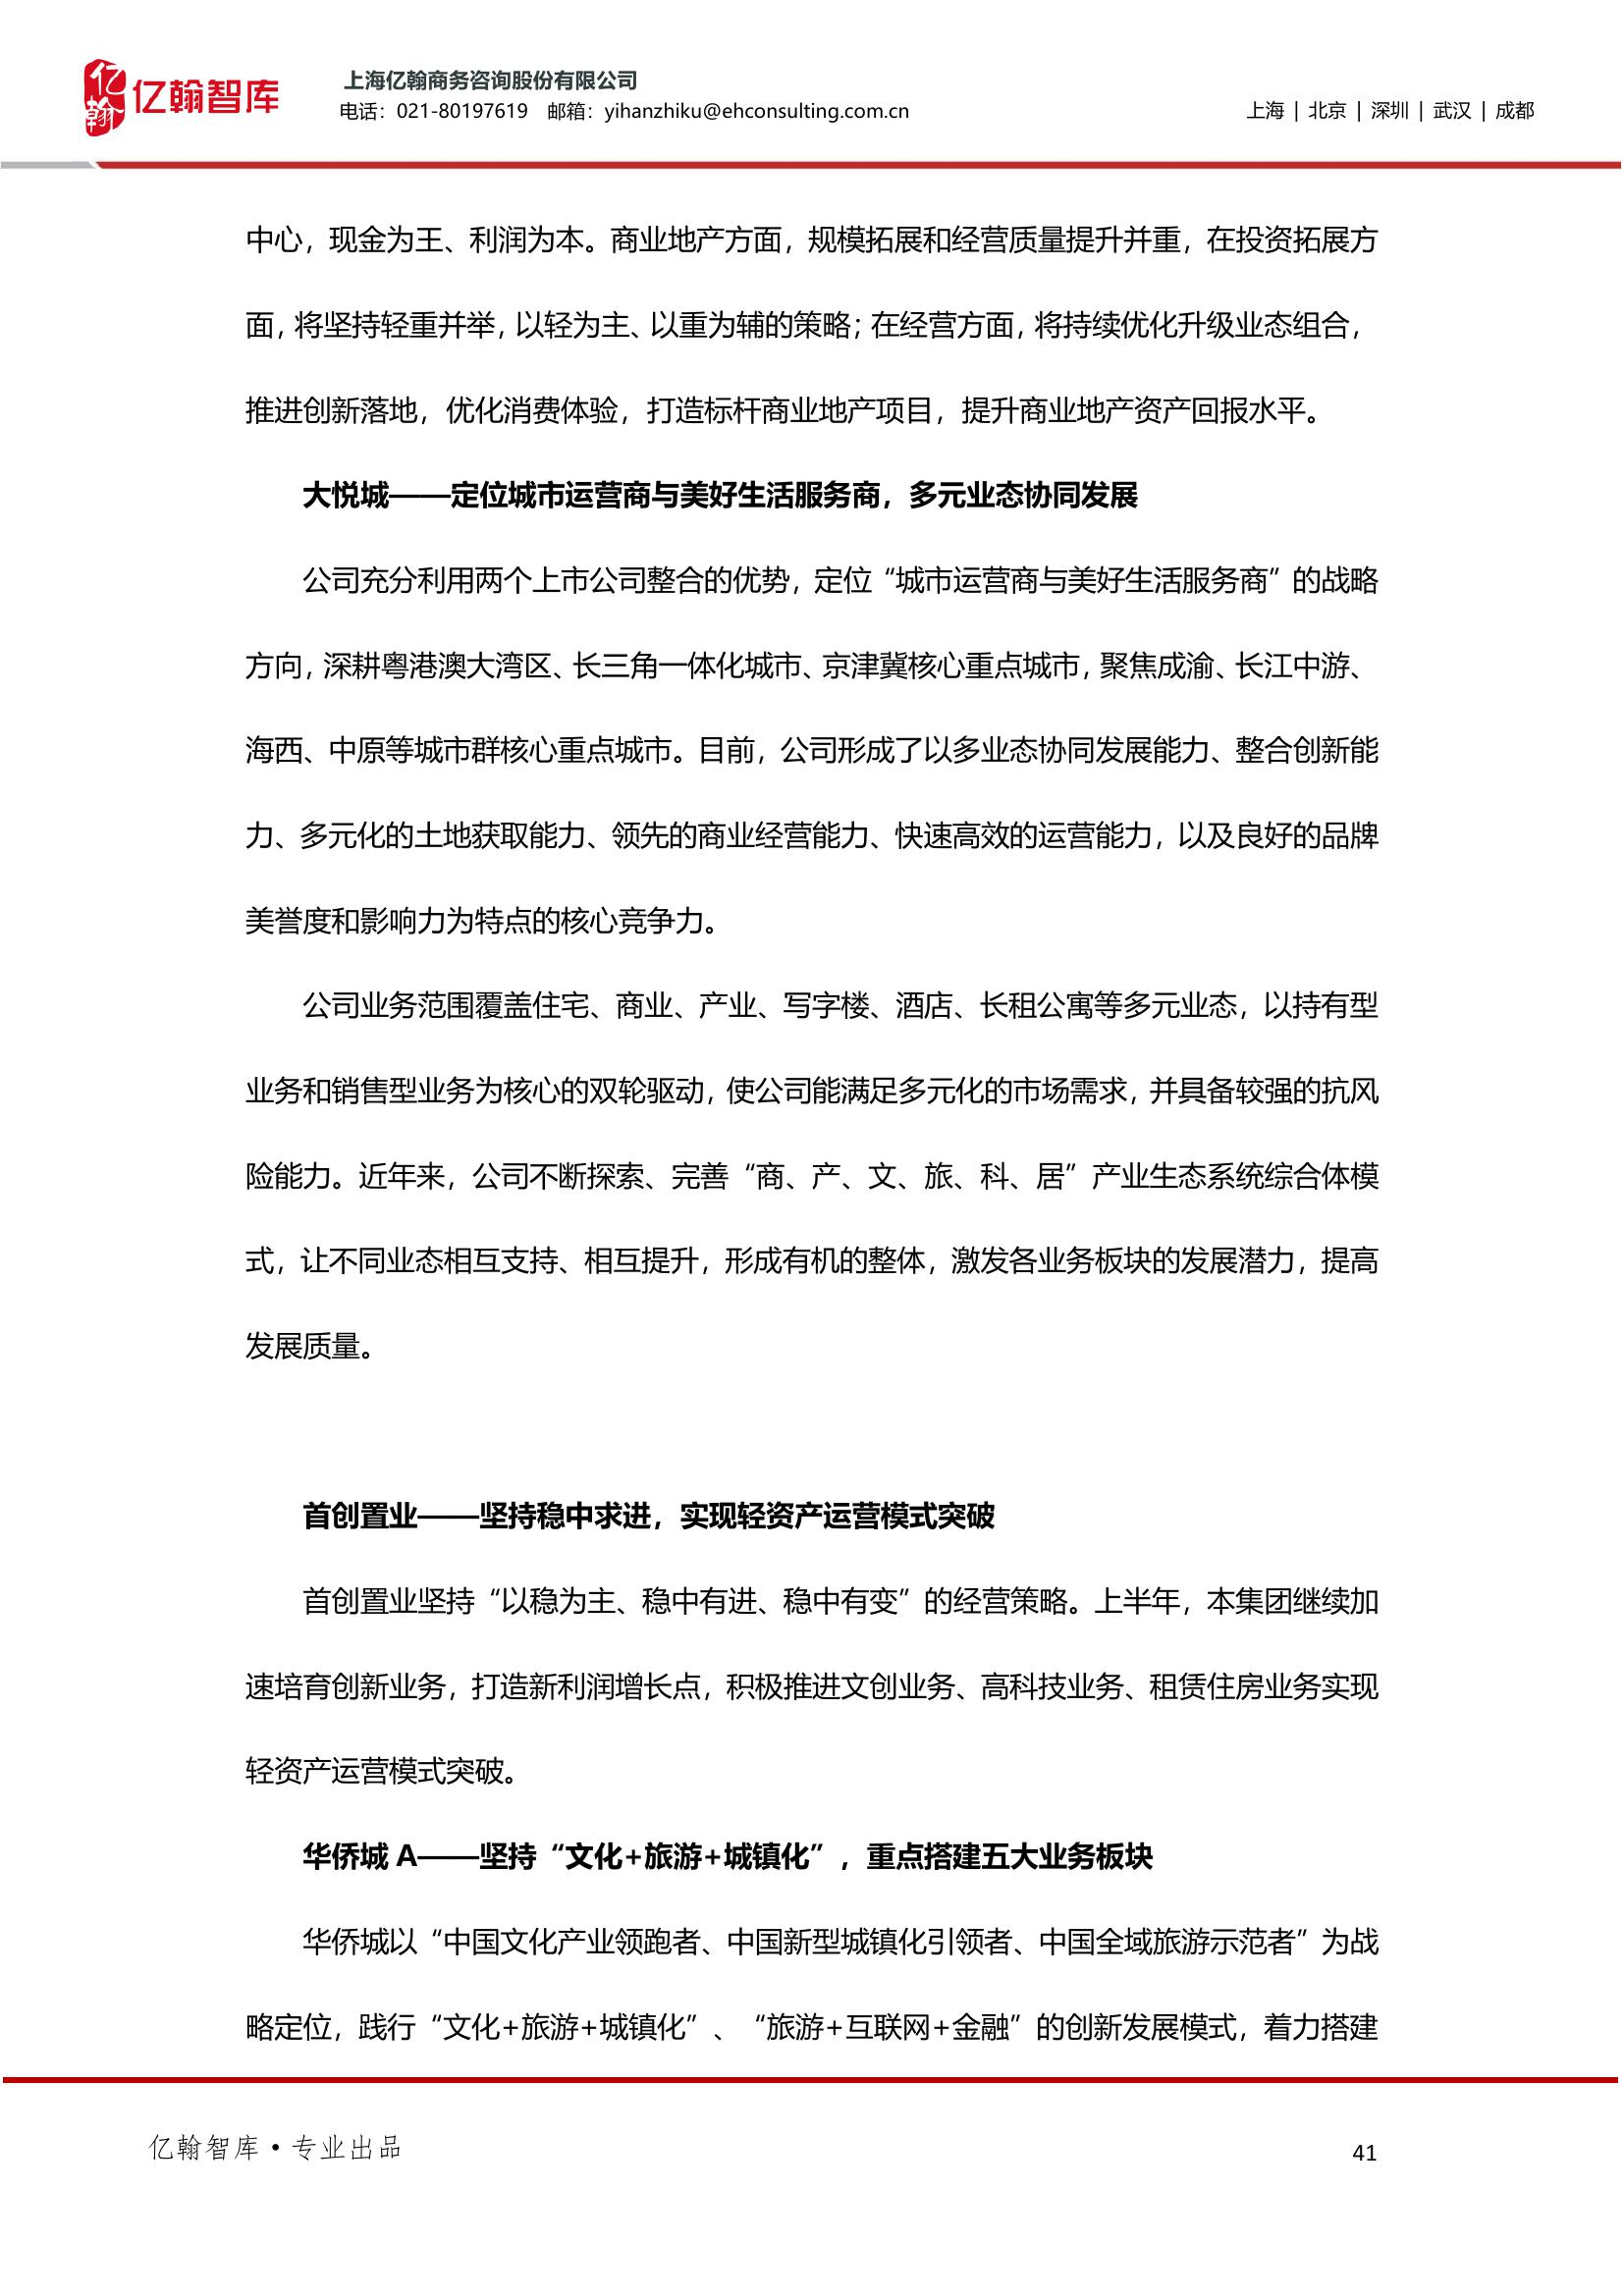 亿翰
亿翰智库
上海亿翰商务咨询股份有限公司
电话：021-80197619 邮箱：yihanzhiku@ehconsulting.com.cn
上海 | 北京 | 深圳 | 武汉 | 成都
中心，现金为王、利润为本。商业地产方面，规模拓展和经营质量提升并重，在投资拓展方
面，将坚持轻重并举，以轻为主、以重为辅的策略；在经营方面，将持续优化升级业态组合，
推进创新落地，优化消费体验，打造标杆商业地产项目，提升商业地产资产回报水平。
大悦城——定位城市运营商与美好生活服务商，多元业态协同发展
公司充分利用两个上市公司整合的优势，定位“城市运营商与美好生活服务商”的战略
方向，深耕粤港澳大湾区、长三角一体化城市、京津冀核心重点城市，聚焦成渝、长江中游、
海西、中原等城市群核心重点城市。目前，公司形成了以多业态协同发展能力、整合创新能
力、多元化的土地获取能力、领先的商业经营能力、快速高效的运营能力，以及良好的品牌
美誉度和影响力为特点的核心竞争力。
公司业务范围覆盖住宅、商业、产业、写字楼、酒店、长租公寓等多元业态，以持有型
业务和销售型业务为核心的双轮驱动，使公司能满足多元化的市场需求，并具备较强的抗风
险能力。近年来，公司不断探索、完善“商、产、文、旅、科、居”产业生态系统综合体模
式，让不同业态相互支持、相互提升，形成有机的整体，激发各业务板块的发展潜力，提高
发展质量。
首创置业——坚持稳中求进，实现轻资产运营模式突破
首创置业坚持“以稳为主、稳中有进、稳中有变”的经营策略。上半年，本集团继续加
速培育创新业务，打造新利润增长点，积极推进文创业务、高科技业务、租赁住房业务实现
轻资产运营模式突破。
华侨城 A——坚持“文化+旅游+城镇化”，重点搭建五大业务板块
华侨城以“中国文化产业领跑者、中国新型城镇化引领者、中国全域旅游示范者”为战
略定位，践行“文化+旅游+城镇化”、“旅游+互联网+金融”的创新发展模式，着力搭建
亿翰智库·专业出品
41